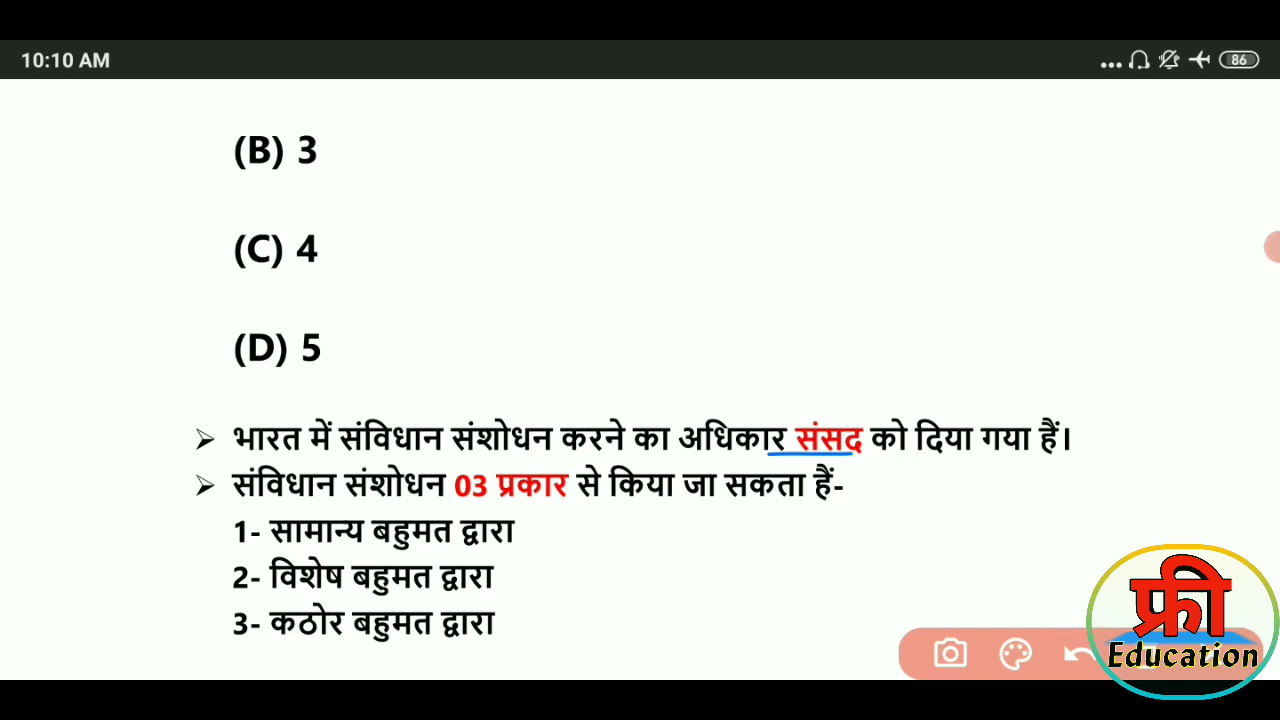 10:10 AM
86
(B) 3
(C) 4
(D) 5
➢ भारत में संविधान संशोधन करने का अधिकार संसद को दिया गया हैं।
➢ संविधान संशोधन 03 प्रकार से किया जा सकता हैं-
1- सामान्य बहुमत द्वारा
2- विशेष बहुमत द्वारा
3- कठोर बहुमत द्वारा
फ्री
Education